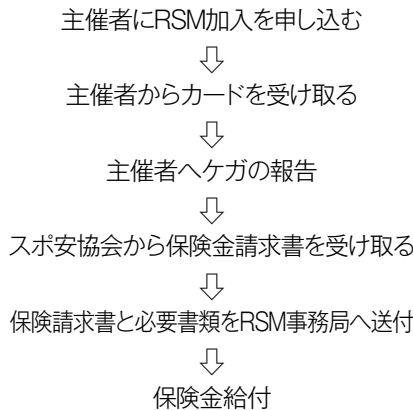 主催者にRSM加入を申し込む
⇩
主催者からカードを受け取る
⇩
主催者へケガの報告
⇩
スポ安協会から保険金請求書を受け取る
⇩
保険請求書と必要書類をRSM事務局へ送付
⇩
保険金給付